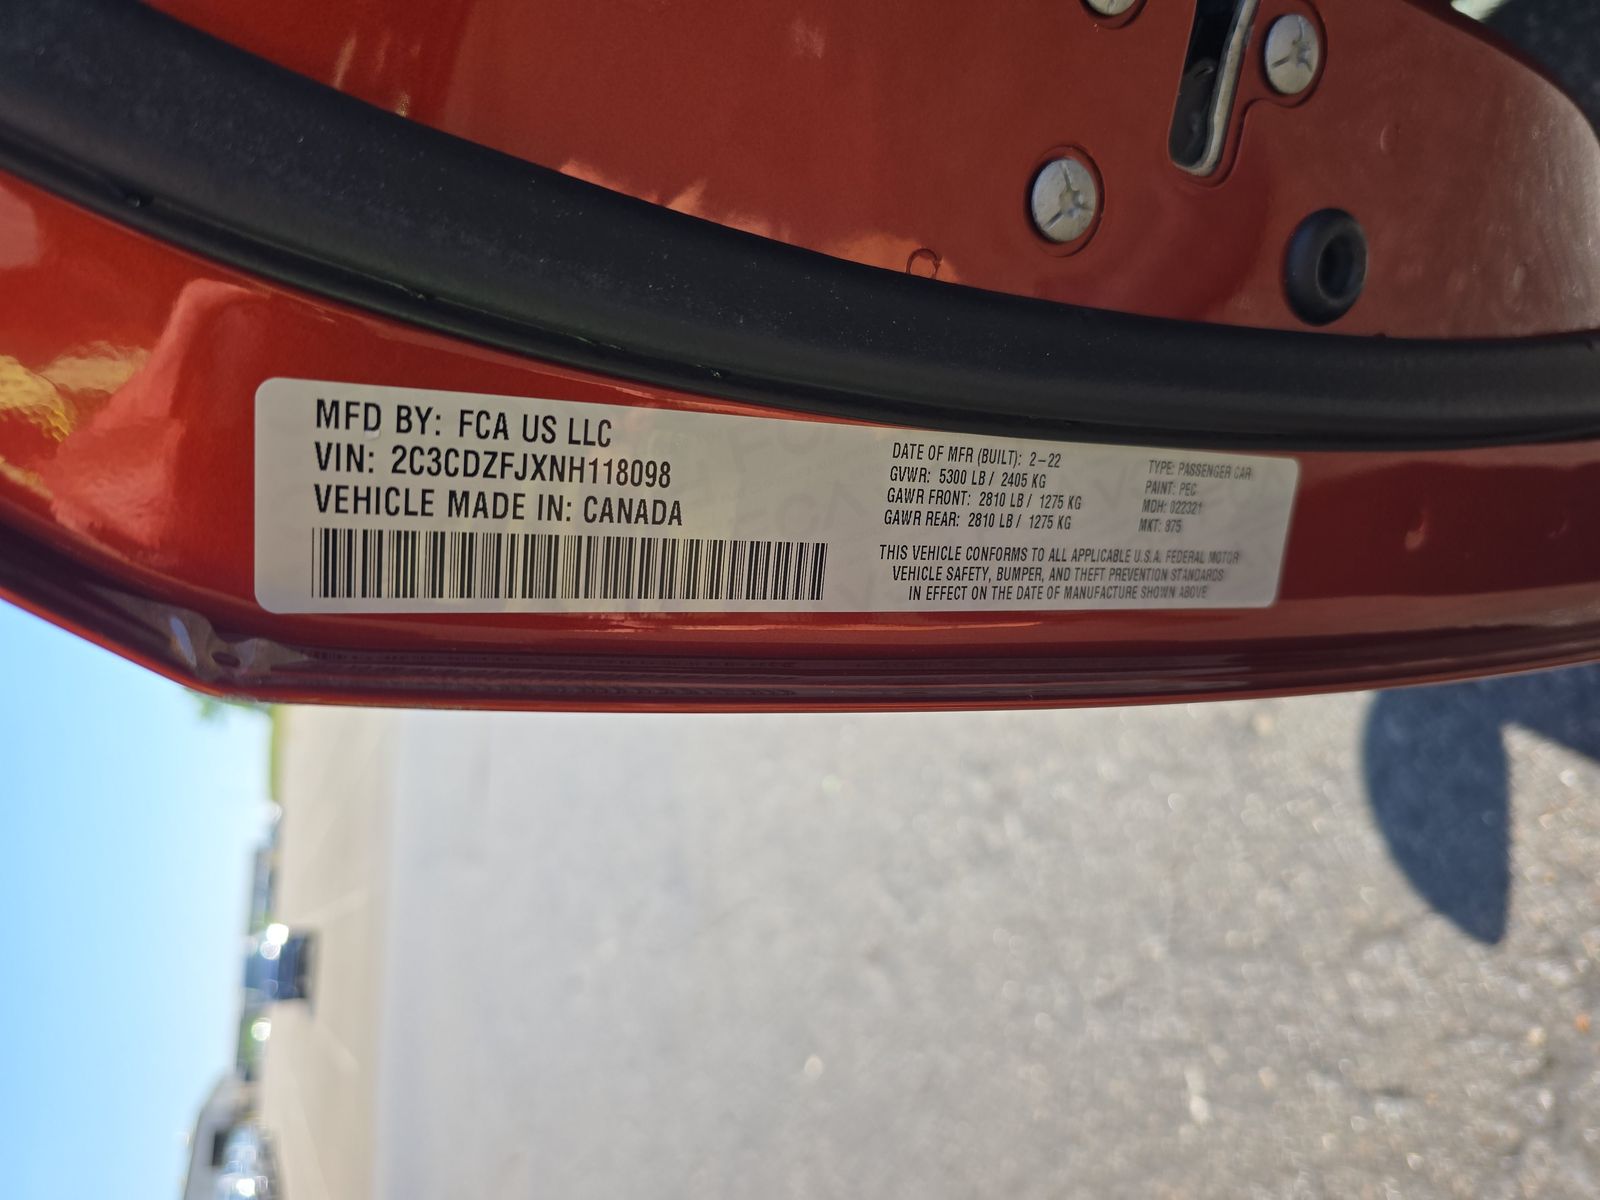 MFD BY: FCA US LLC
VIN: 2C3CDZFJXNH118098
VEHICLE MADE IN: CANADA
DATE OF MFR (BUILT): 2-22
GVWR: 5300 LB / 2405 KG
GAWR FRONT: 2810 LB / 1275 KG
GAWR REAR: 2810 LB / 1275 KG
TYPE: PASSENGER CAR
PAINT: PEC
MDH: 022321
MKT: 875
THIS VEHICLE CONFORMS TO ALL APPLICABLE U.S.A. FEDERAL MOTOR
VEHICLE SAFETY, BUMPER, AND THEFT PREVENTION STANDARDS
IN EFFECT ON THE DATE OF MANUFACTURE SHOWN ABOVE